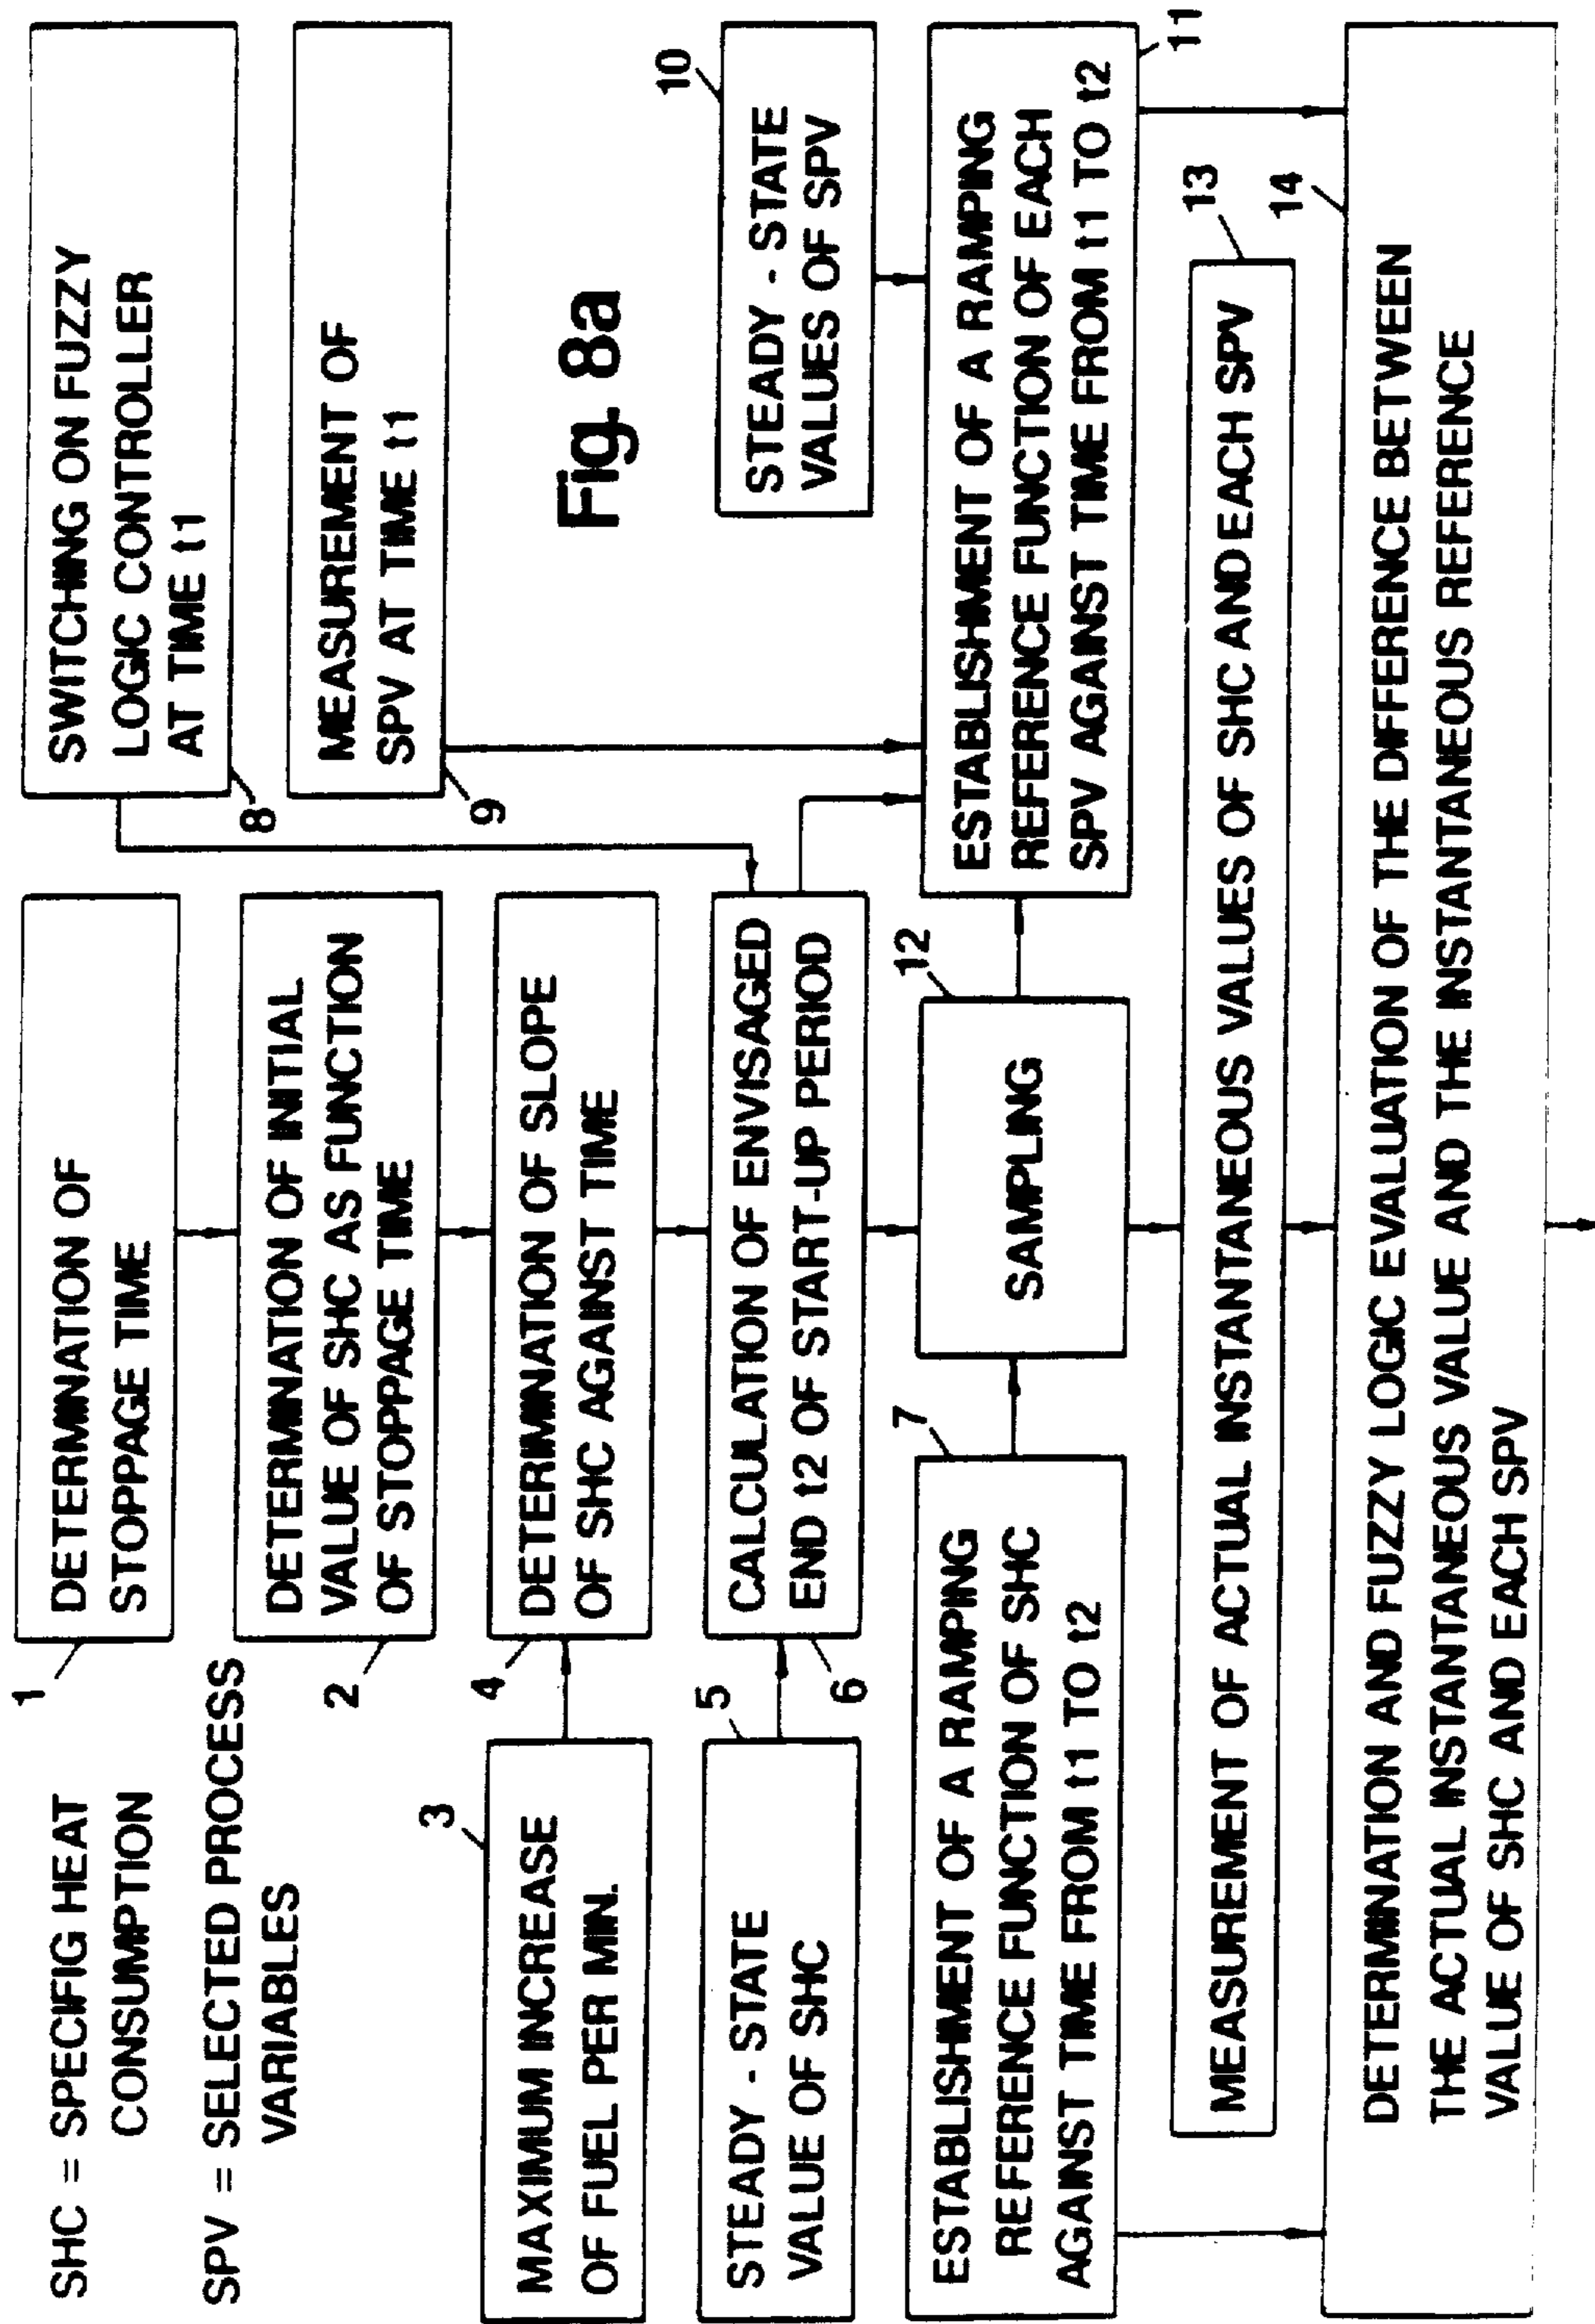 SHC = SPECIFIG HEAT
CONSUMPTION
SPV = SELECTED PROCESS
VARIABLES
1
DETERMINATION OF
STOPPAGE TIME
2
DETERMINATION OF INITIAL
VALUE OF SHC AS FUNCTION
OF STOPPAGE TIME
3
MAXIMUM INCREASE
OF FUEL PER MIN.
4
DETERIMINATION OF SLOPE
OF SHC AGAINST TIME
5
STEADY - STATE
VALUE OF SHC
6
CALCULATION OF ENVISAGED
END t2 OF START-UP PERIOD
7
ESTABLISHMENT OF A RAMPING
REFERENCE FUNCTION OF SHC
AGAINST TIME FROM t1 TO t2
8
SWITCHING ON FUZZY
LOGIC CONTROLLER
AT TIME t1
9
MEASUREMENT OF
SPV AT TIME t1
Fig. 8a
10
STEADY - STATE
VALUES OF SPV
11
ESTABLISHMENT OF A RAMPING
REFERENCE FUNCTION OF EACH
SPV AGAINST TIME FROM t1 TO t2
12
SAMPLING
13
MEASUREMENT OF ACTUAL INSTANTANEOUS VALUES OF SHC AND EACH SPV
14
DETERMINATION AND FUZZY LOGIC EVALUATION OF THE DIFFERENCE BETWEEN
THE ACTUAL INSTANTANEOUS VALUE AND THE INSTANTANEOUS REFERENCE
VALUE OF SHC AND EACH SPV